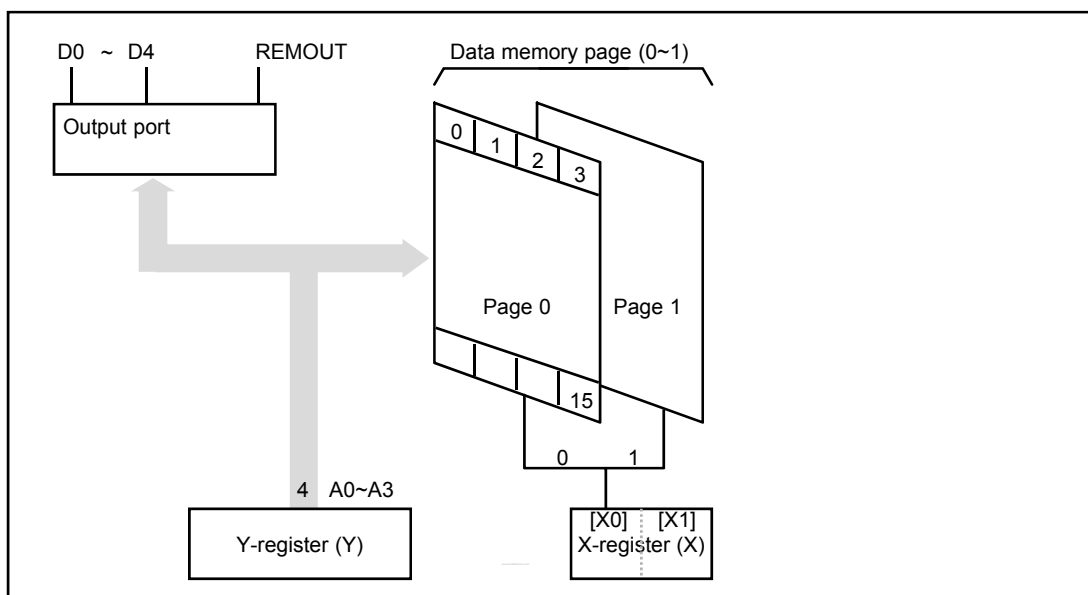 D0 ~ D4 REMOUT
Data memory page (0~1)
Output port
0 1 2 3
Page 0
Page 1
15
0 1
4 A0~A3
[X0] [X1]
Y-register (Y)
X-register (X)